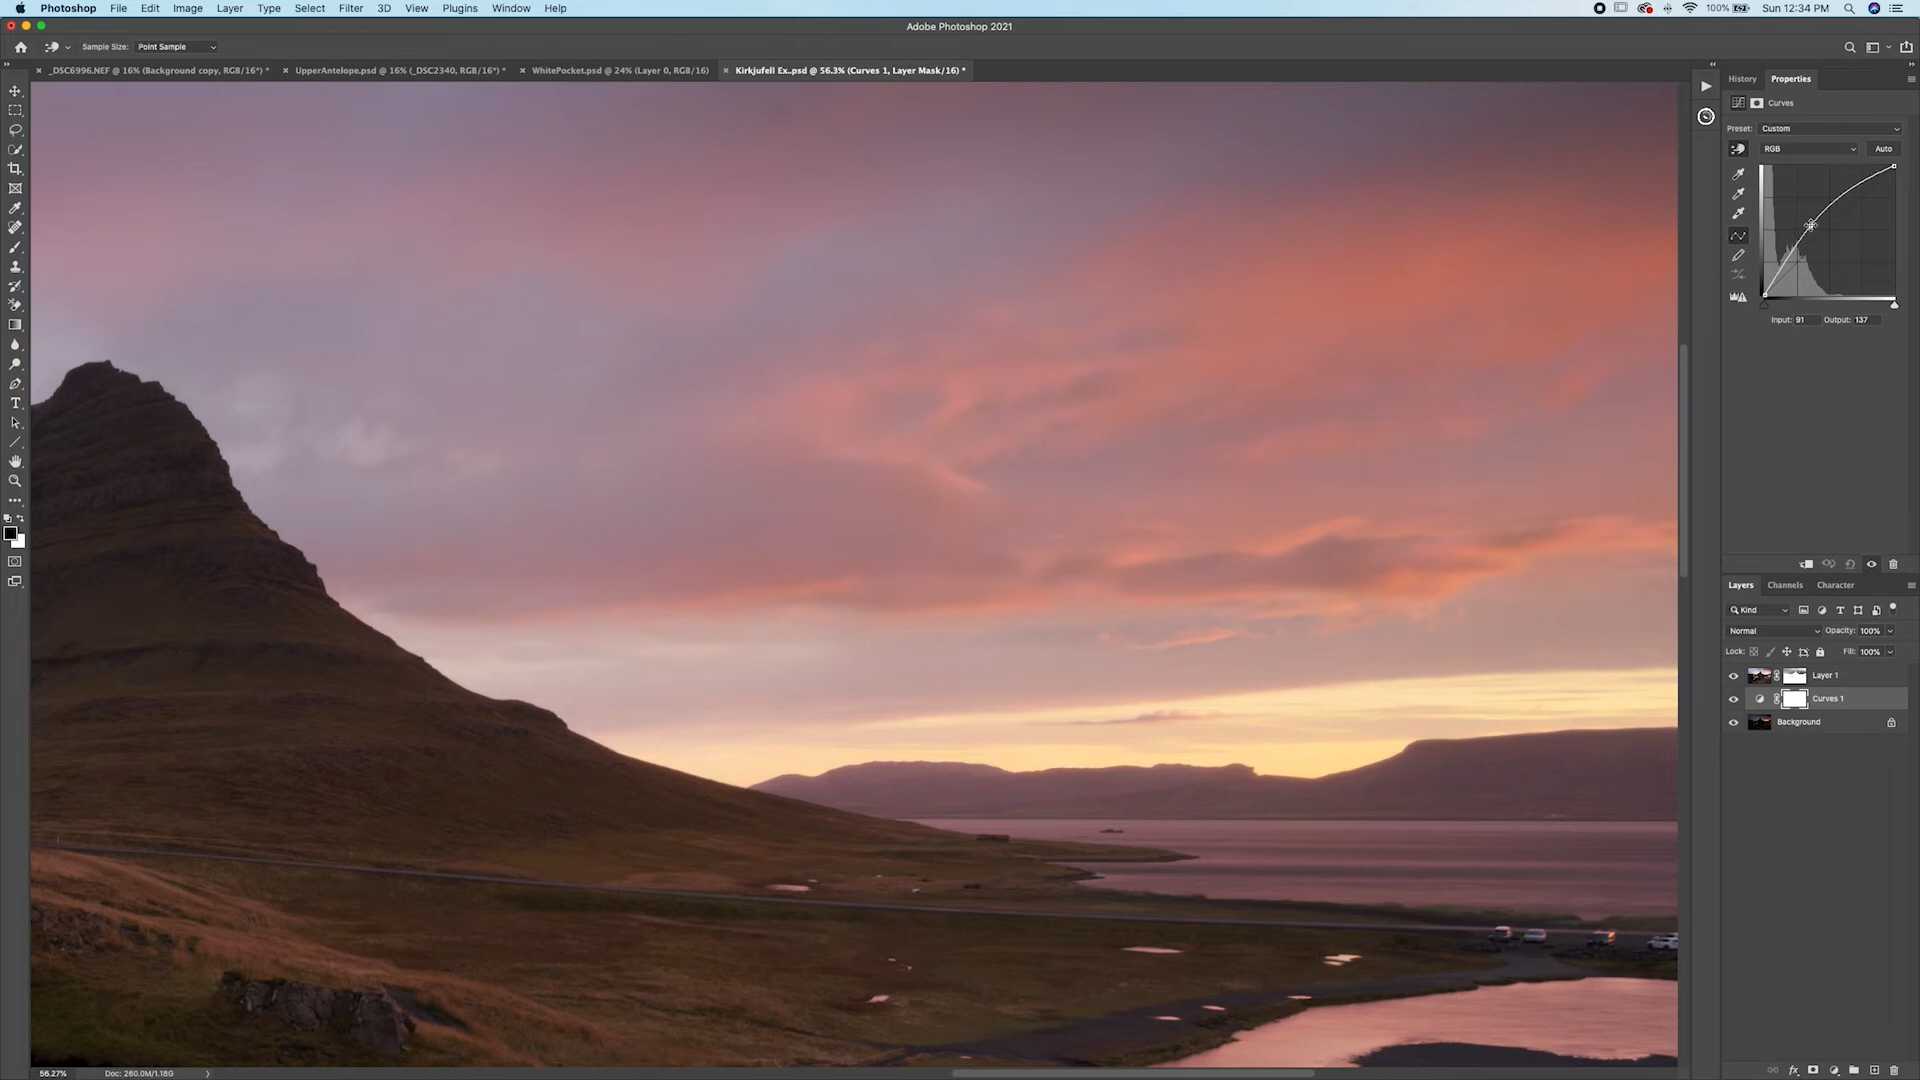 Photoshop File Edit Image Layer Type Select Filter 3D View Plugins Window Help 100% Sun 12:34 PM
Adobe Photoshop 2021
Sample Size: Point Sample
_DSC6996.NEF @ 16% (Background copy, RGB/16*) * UpperAntelope.psd @ 16% (_DSC2340, RGB/16*) * WhitePocket.psd @ 24% (Layer 0, RGB/16) Kirkjufell Ex..psd @ 56.3% (Curves 1, Layer Mask/16) *
History Properties
Curves
Preset: Custom
RGB Auto
Input: 91 Output: 137
Layers Channels Character
Kind
Normal Opacity: 100%
Lock: Fill: 100%
Layer 1
Curves 1
Background
56.27% Doc: 260.0M/1.18G